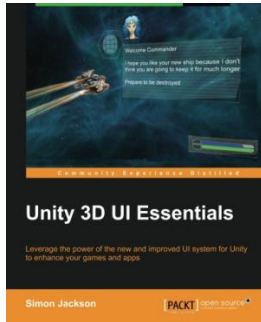 Welcome Commander
I hope you like your new ship because I don't
think you are going to keep it for much longer
Prepare to be destroyed
Community Experience Distilled
Unity 3D UI Essentials
Leverage the power of the new and improved UI system for Unity
to enhance your games and apps
Simon Jackson
[PACKT] open source*